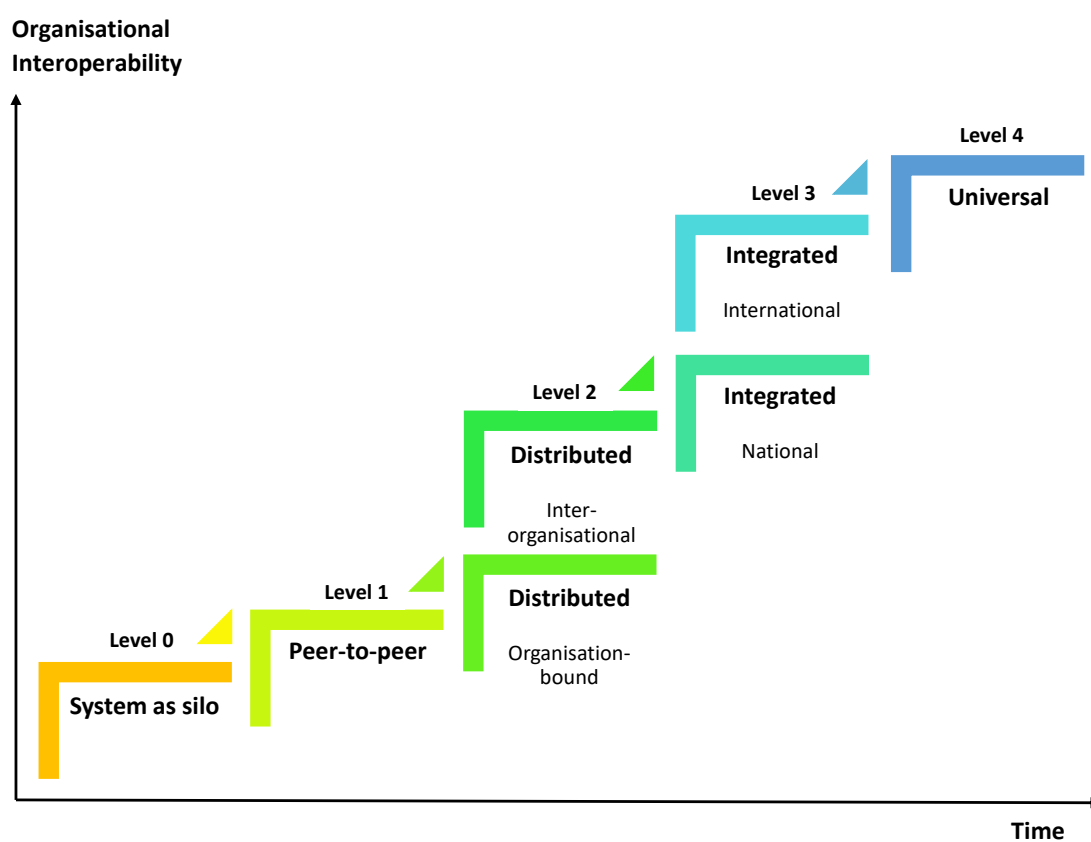 Organisational
Interoperability
Level 4
Universal
Level 3
Integrated
International
Integrated
National
Level 2
Distributed
Inter-
organisational
Distributed
Organisation-
bound
Level 1
Peer-to-peer
Level 0
System as silo
Time